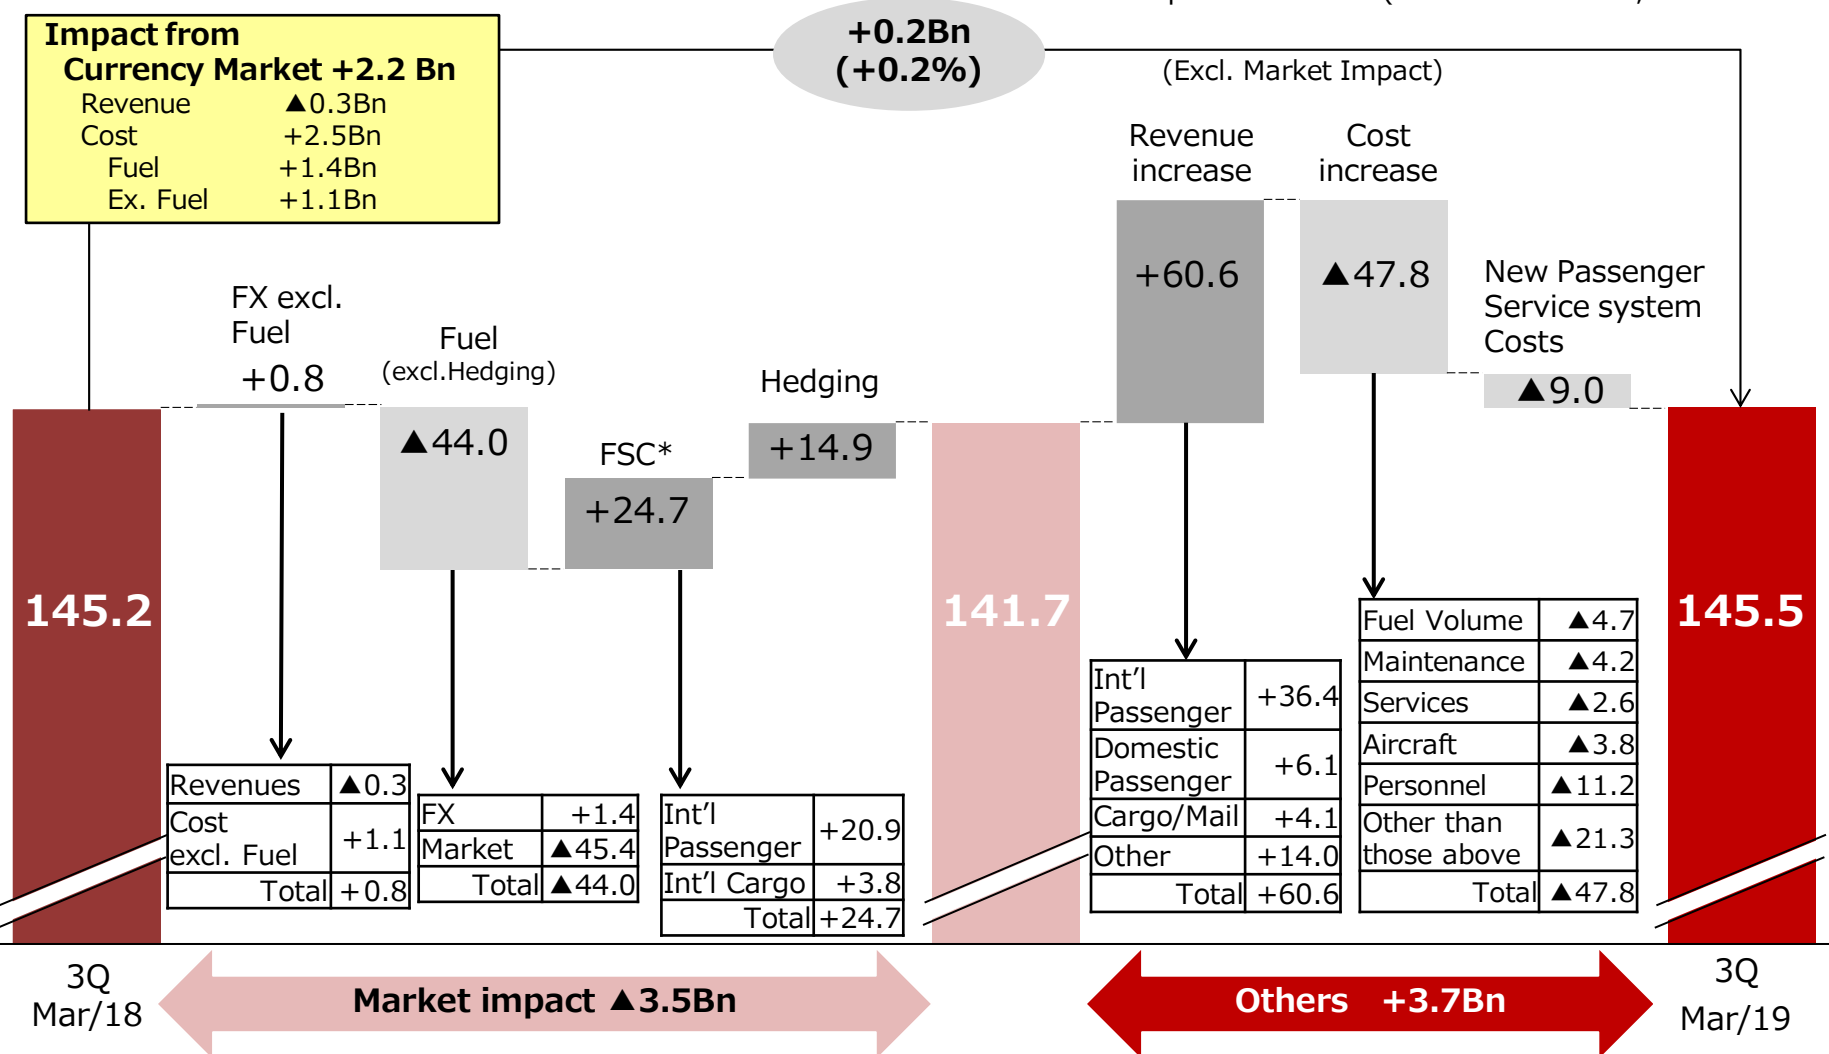 Impact from
Currency Market +2.2 Bn
Revenue ▲0.3Bn
Cost +2.5Bn
Fuel +1.4Bn
Ex. Fuel +1.1Bn
+0.2Bn
(+0.2%)
(Excl. Market Impact)
FX excl.
Fuel
+0.8
Fuel
(excl.Hedging)
▲44.0
FSC*
+24.7
Hedging
+14.9
Revenue
increase
+60.6
Cost
increase
▲47.8
New Passenger
Service system
Costs
▲9.0
145.2
141.7
145.5
Revenues ▲0.3
Cost
excl. Fuel +1.1
Total +0.8
FX +1.4
Market ▲45.4
Total ▲44.0
Int’l
Passenger +20.9
Int’l Cargo +3.8
Total +24.7
Int’l
Passenger +36.4
Domestic
Passenger +6.1
Cargo/Mail +4.1
Other +14.0
Total +60.6
Fuel Volume ▲4.7
Maintenance ▲4.2
Services ▲2.6
Aircraft ▲3.8
Personnel ▲11.2
Other than
those above ▲21.3
Total ▲47.8
3Q
Mar/18
Market impact ▲3.5Bn
Others +3.7Bn
3Q
Mar/19